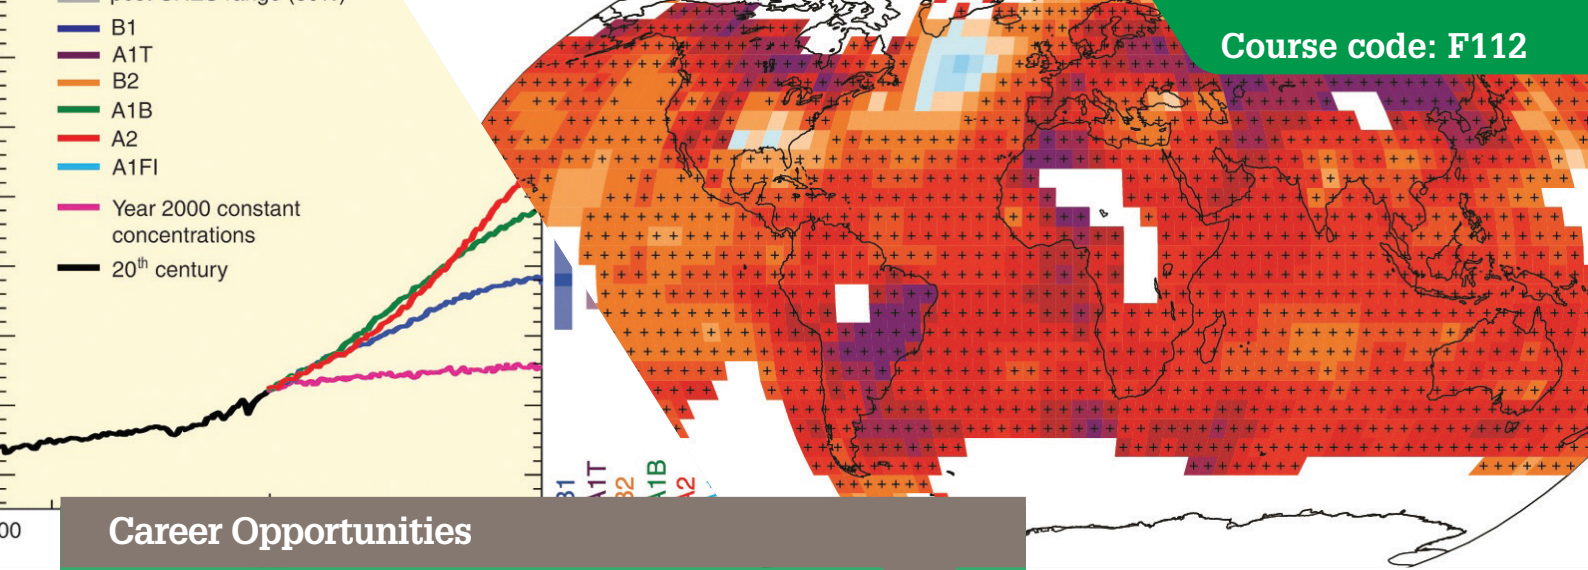 B1
A1T
B2
A1B
A2
A1FI
Year 2000 constant
concentrations
20th century
Course code: F112
B1
A1T
B2
A1B
A2
00
Career Opportunities